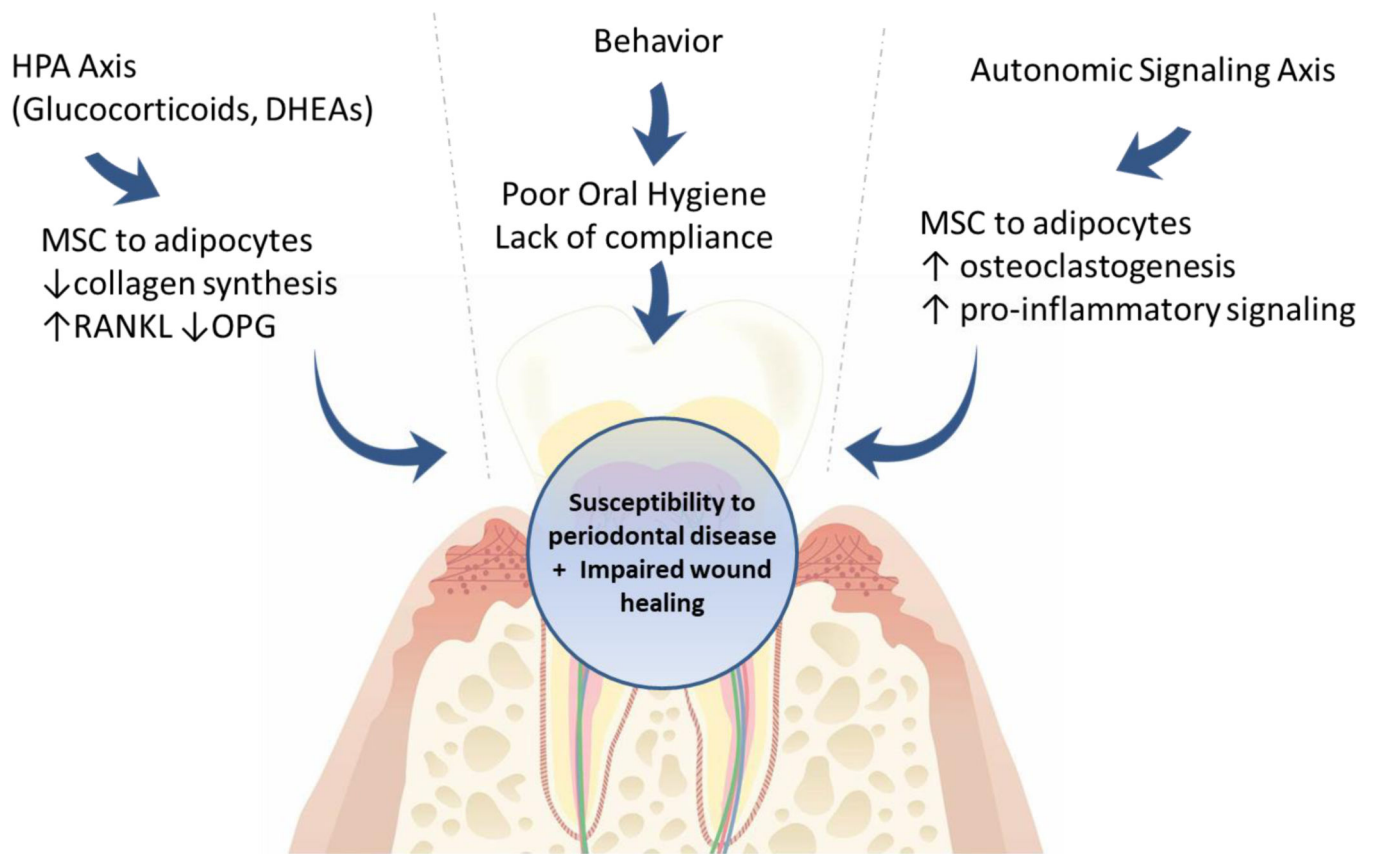 HPA Axis
(Glucocorticoids, DHEAs)
MSC to adipocytes
↓collagen synthesis
↑RANKL ↓OPG
Behavior
Poor Oral Hygiene
Lack of compliance
Autonomic Signaling Axis
MSC to adipocytes
↑ osteoclastogenesis
↑ pro-inflammatory signaling
Susceptibility to
periodontal disease
+ Impaired wound
healing